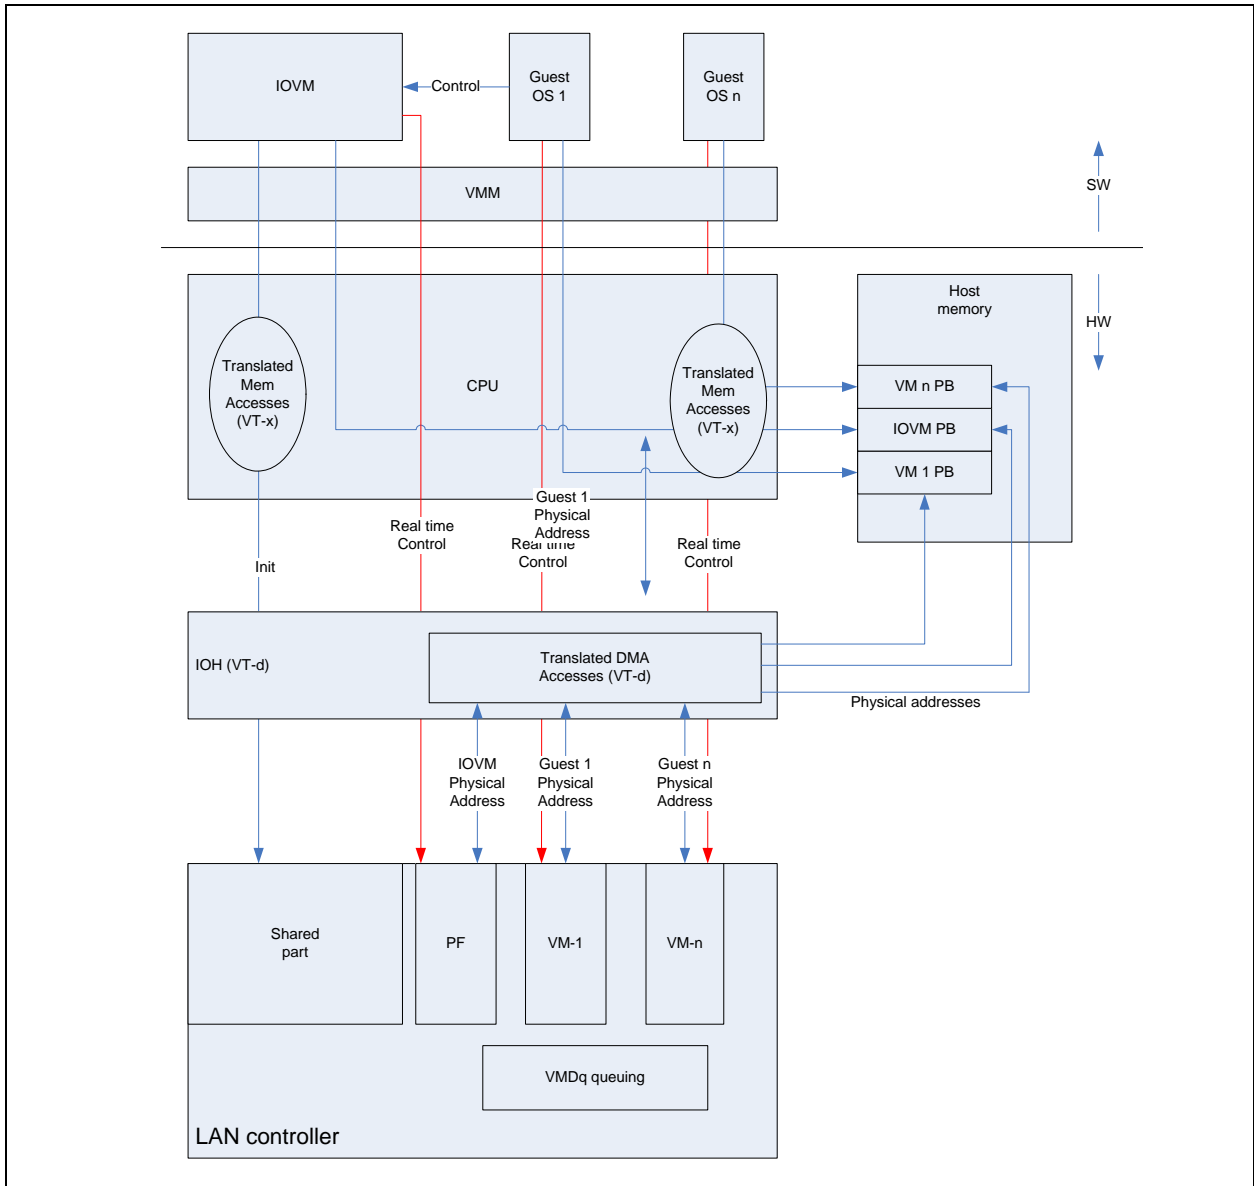 IOVM
Control
Guest
OS 1
Guest
OS n
VMM
SW
HW
Host
memory
Translated
Mem
Accesses
(VT-x)
CPU
Translated
Mem
Accesses
(VT-x)
VM n PB
IOVM PB
VM 1 PB
Guest 1
Physical
Address
Real time
Control
Real time
Control
Real time
Control
Init
IOH (VT-d)
Translated DMA
Accesses (VT-d)
Physical addresses
IOVM
Physical
Address
Guest 1
Physical
Address
Guest n
Physical
Address
Shared
part
PF
VM-1
VM-n
VMDq queuing
LAN controller